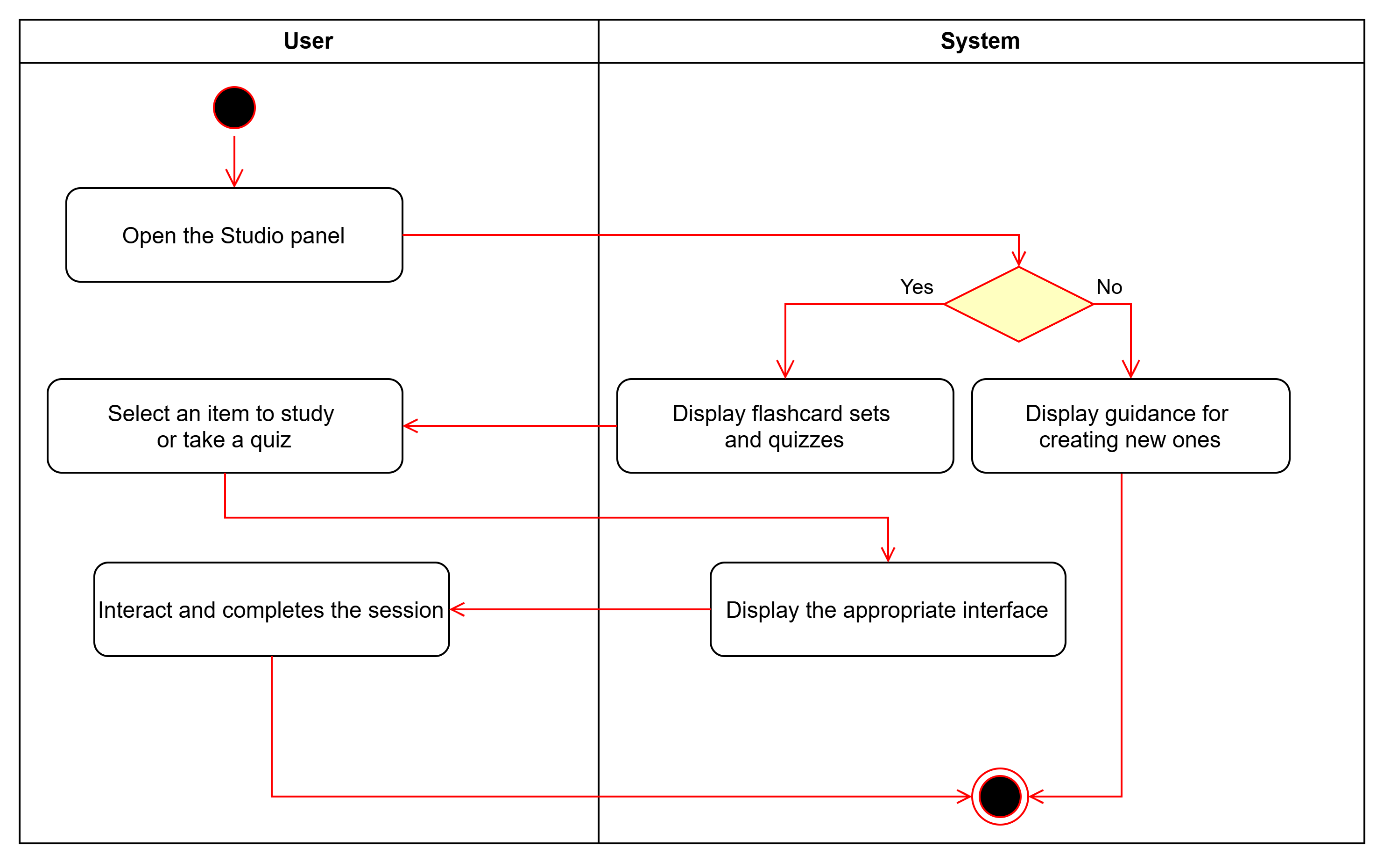 User
System
Open the Studio panel
Yes
No
Select an item to study
or take a quiz
Display flashcard sets
and quizzes
Display guidance for
creating new ones
Interact and completes the session
Display the appropriate interface